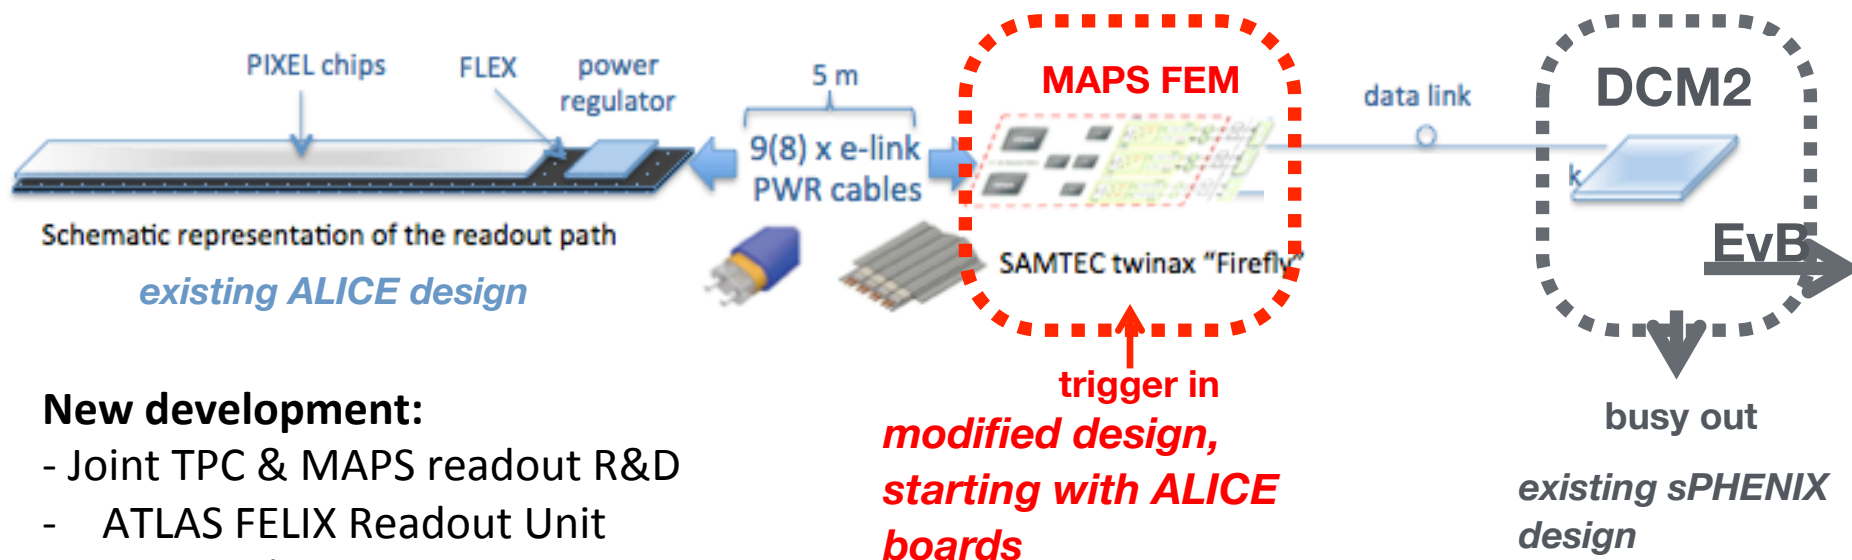 PIXEL chips
FLEX
power
regulator
5 m
9(8) x e-link
PWR cables
MAPS FEM
data link
DCM2
k
EvB
Schematic representation of the readout path
existing ALICE design
SAMTEC twinax “Firefly”
trigger in
modified design,
starting with ALICE
boards
busy out
existing sPHENIX
design
New development:
- Joint TPC & MAPS readout R&D
- ATLAS FELIX Readout Unit